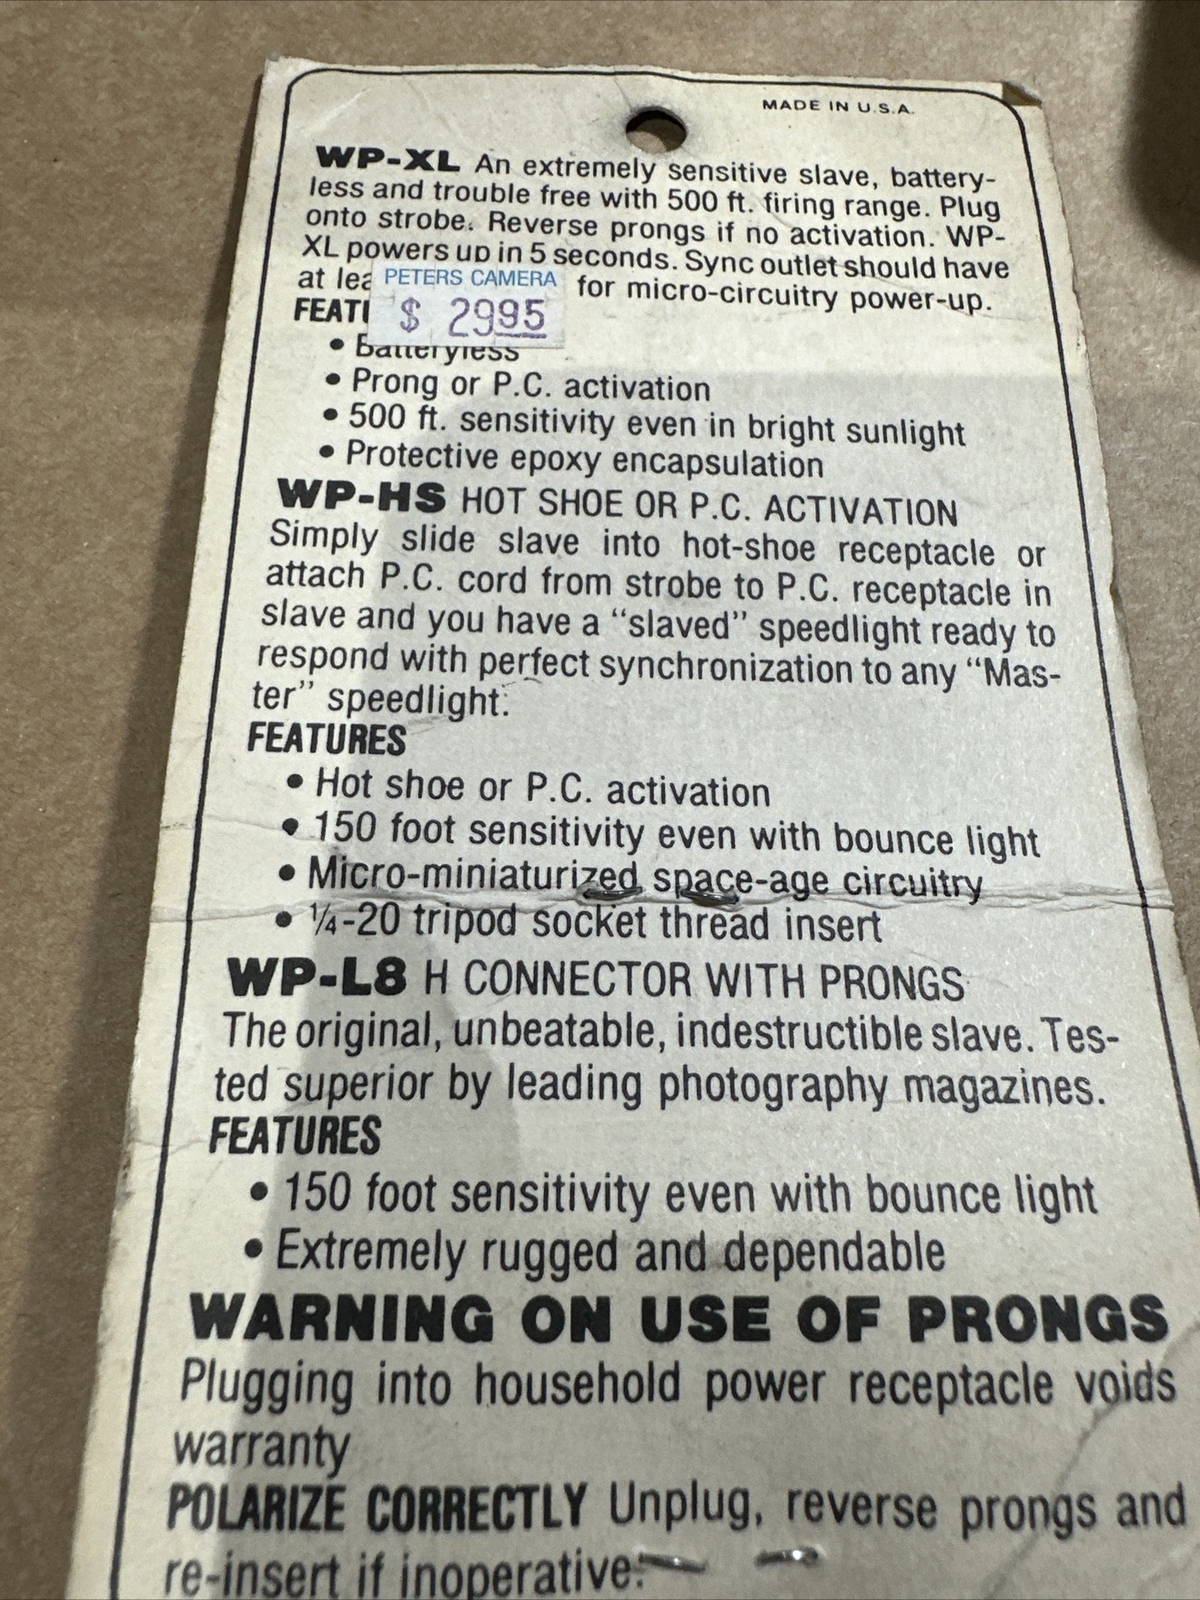 MADE IN U.S.A.
WP-XL An extremely sensitive slave, battery-
less and trouble free with 500 ft. firing range. Plug
onto strobe. Reverse prongs if no activation. WP-
XL powers up in 5 seconds. Sync outlet should have
at lea
PETERS CAMERA
for micro-circuitry power-up.
$ 2995
FEAT
• Batteryless
• Prong or P.C. activation
• 500 ft. sensitivity even in bright sunlight
• Protective epoxy encapsulation
WP-HS HOT SHOE OR P.C. ACTIVATION
Simply slide slave into hot-shoe receptacle or
attach P.C. cord from strobe to P.C. receptacle in
slave and you have a “slaved” speedlight ready to
respond with perfect synchronization to any “Mas-
ter” speedlight.
FEATURES
• Hot shoe or P.C. activation
• 150 foot sensitivity even with bounce light
• Micro-miniaturized space-age circuitry
• ¼-20 tripod socket thread insert
WP-L8 H CONNECTOR WITH PRONGS
The original, unbeatable, indestructible slave. Tes-
ted superior by leading photography magazines.
FEATURES
• 150 foot sensitivity even with bounce light
• Extremely rugged and dependable
WARNING ON USE OF PRONGS
Plugging into household power receptacle voids
warranty
POLARIZE CORRECTLY Unplug, reverse prongs and
re-insert if inoperative.